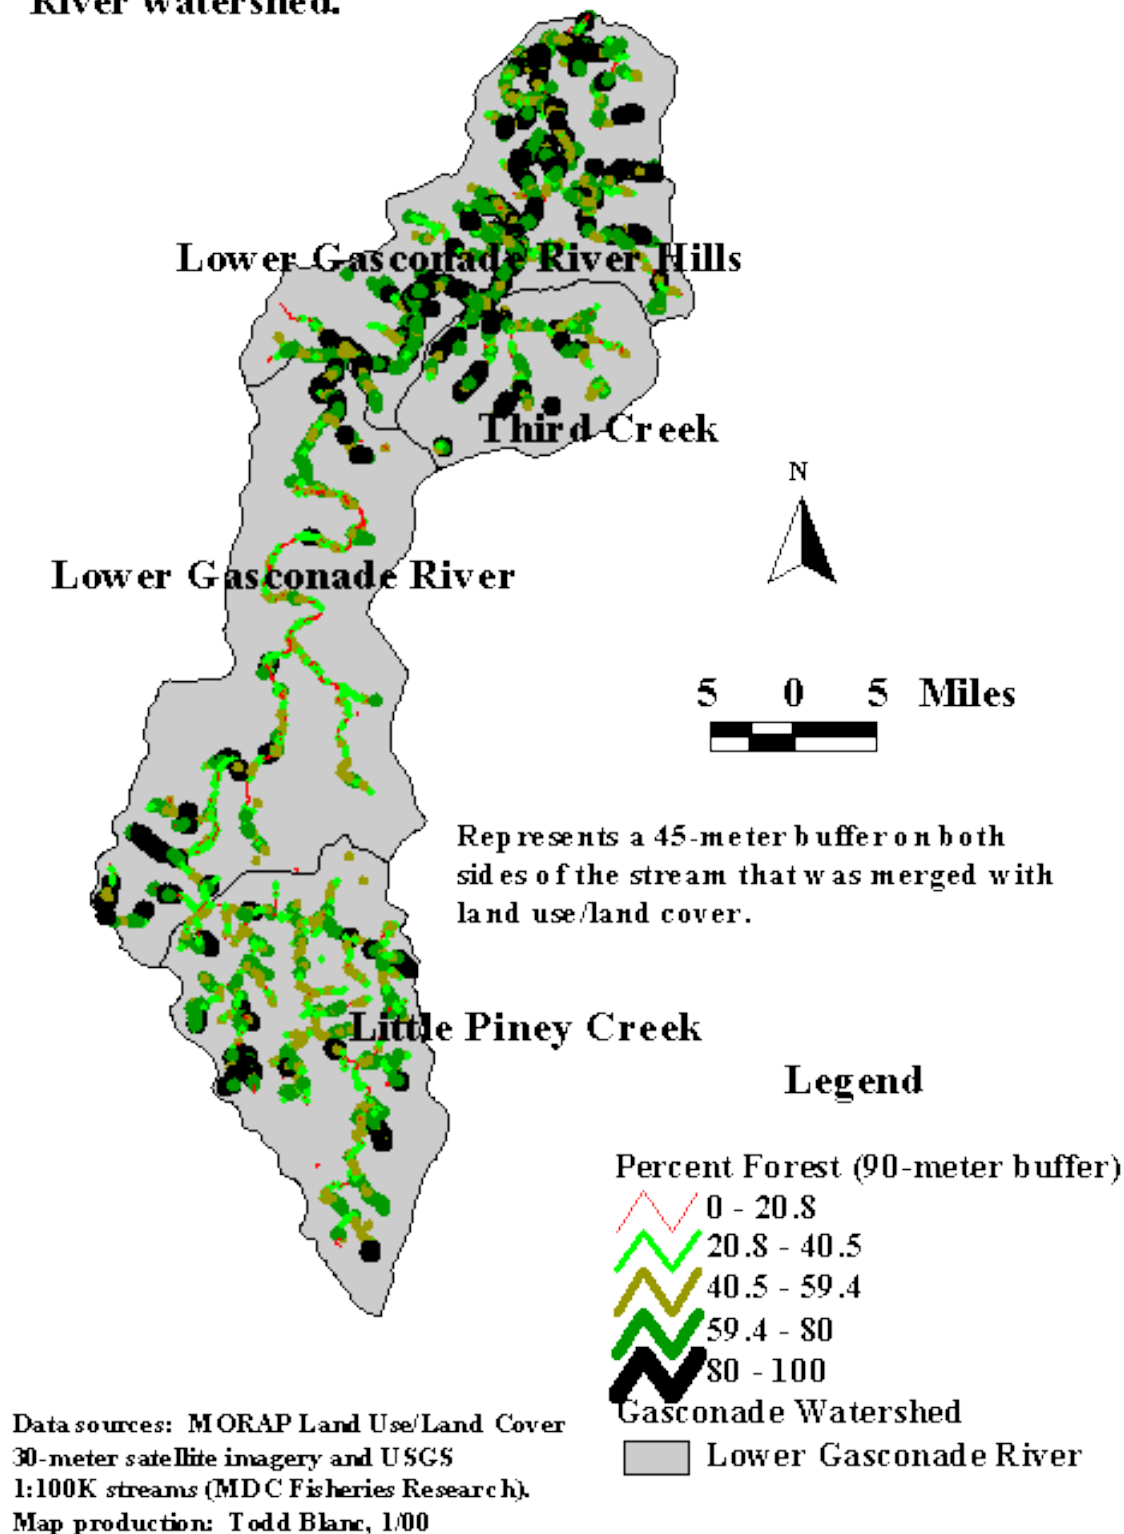 River watershed.
Lower Gasconade River Hills
Third Creek
N
Lower Gasconade River
5 0 5 Miles
Represents a 45-meter buffer on both
sides of the stream that was merged with
land use/land cover.
Little Piney Creek
Legend
Percent Forest (90-meter buffer)
0 - 20.8
20.8 - 40.5
40.5 - 59.4
59.4 - 80
80 - 100
Gasconade Watershed
Lower Gasconade River
Data sources: MORAP Land Use/Land Cover
30-meter satellite imagery and USGS
1:100K streams (MDC Fisheries Research).
Map production: Todd Blanc, 1/00